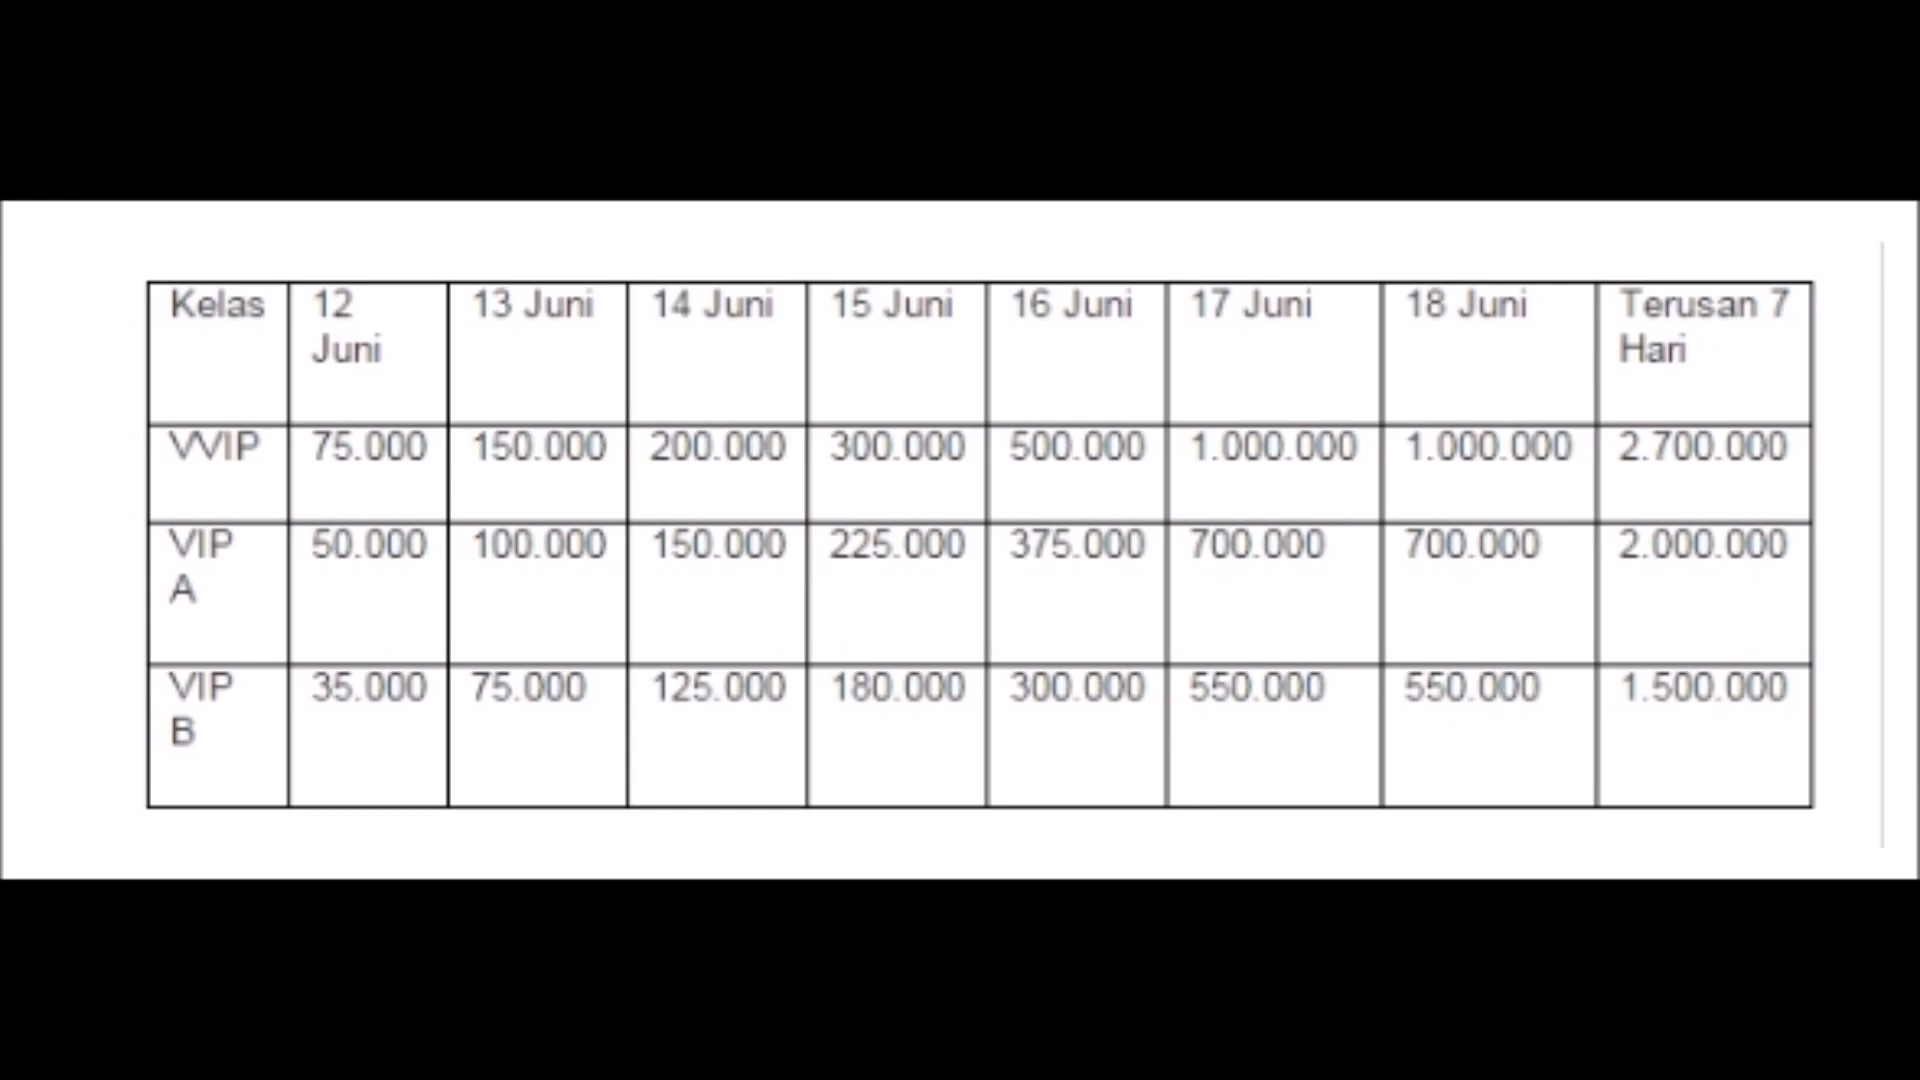 Kelas 12 Juni 13 Juni 14 Juni 15 Juni 16 Juni 17 Juni 18 Juni Terusan 7 Hari
VVIP 75.000 150.000 200.000 300.000 500.000 1.000.000 1.000.000 2.700.000
VIP A 50.000 100.000 150.000 225.000 375.000 700.000 700.000 2.000.000
VIP B 35.000 75.000 125.000 180.000 300.000 550.000 550.000 1.500.000